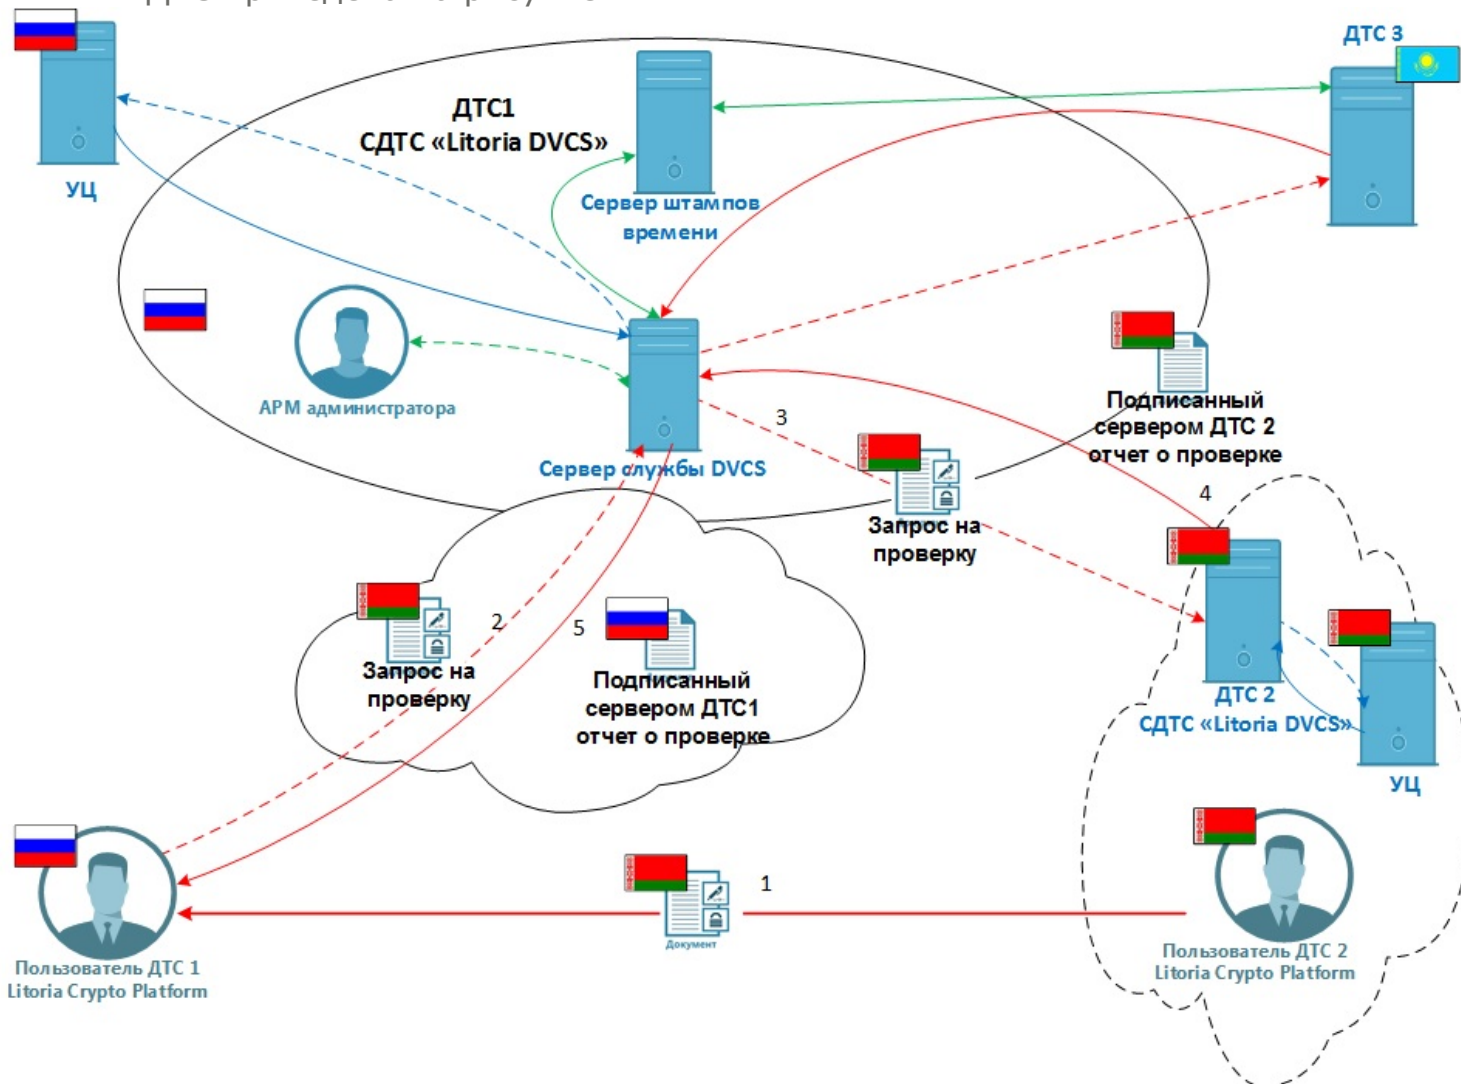 ДТС 3
ДТС1
СДТС «Litoria DVCS»
УЦ
Сервер штампов
времени
АРМ администратора
Сервер службы DVCS
3
Подписанный
сервером ДТС 2
отчет о проверке
4
Запрос на
проверку
2
5
Запрос на
проверку
Подписанный
сервером ДТС1
отчет о проверке
ДТС 2
СДТС «Litoria DVCS»
УЦ
1
Документ
Пользователь ДТС 1
Litoria Crypto Platform
Пользователь ДТС 2
Litoria Crypto Platform